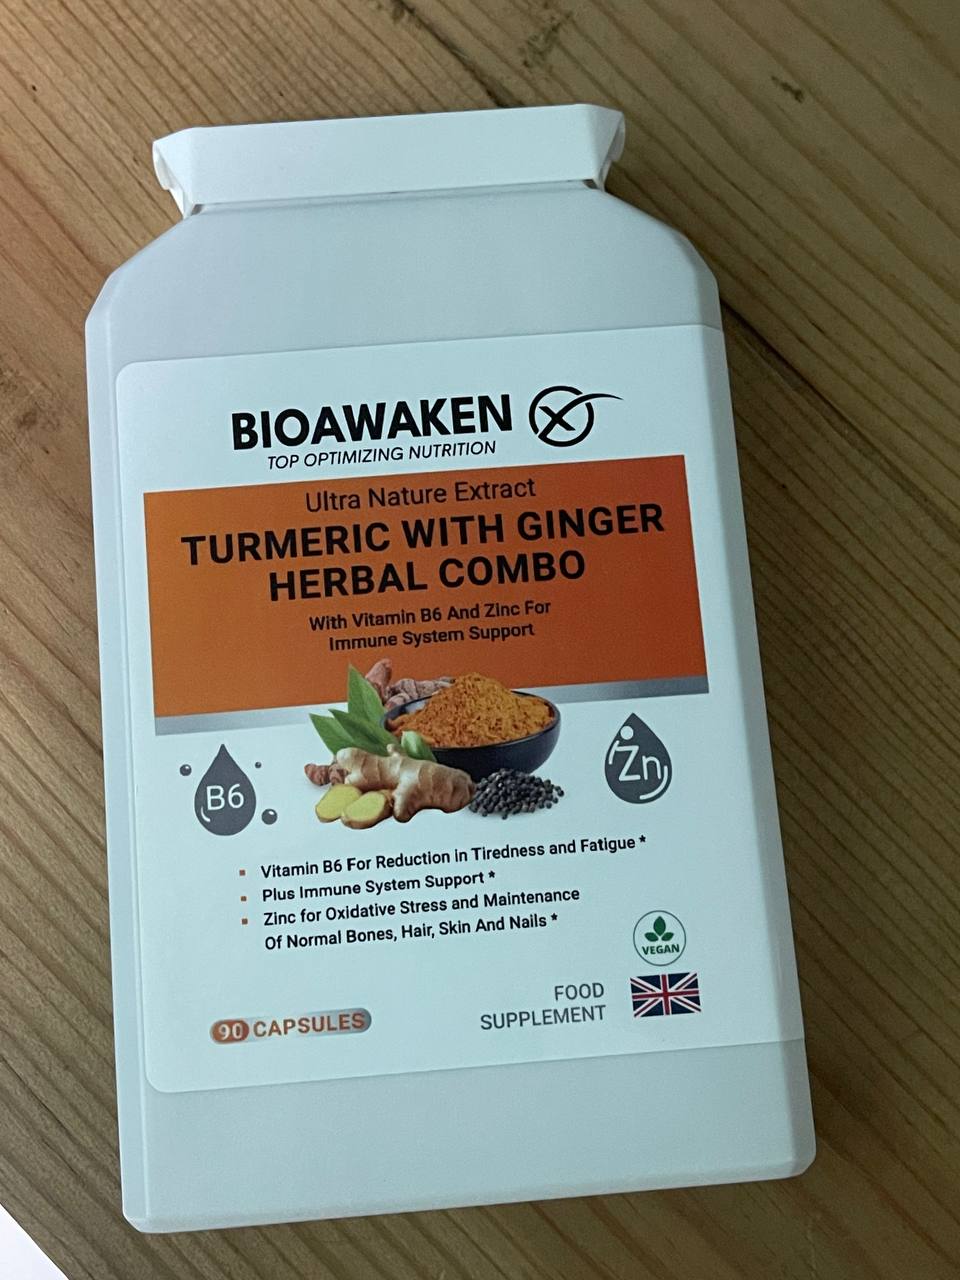 BIOAWAKEN
TOP OPTIMIZING NUTRITION
Ultra Nature Extract
TURMERIC WITH GINGER
HERBAL COMBO
With Vitamin B6 And Zinc For
Immune System Support
B6
Zn
Vitamin B6 For Reduction in Tiredness and Fatigue *
Plus Immune System Support *
Zinc for Oxidative Stress and Maintenance
Of Normal Bones, Hair, Skin And Nails *
VEGAN
90 CAPSULES
FOOD
SUPPLEMENT